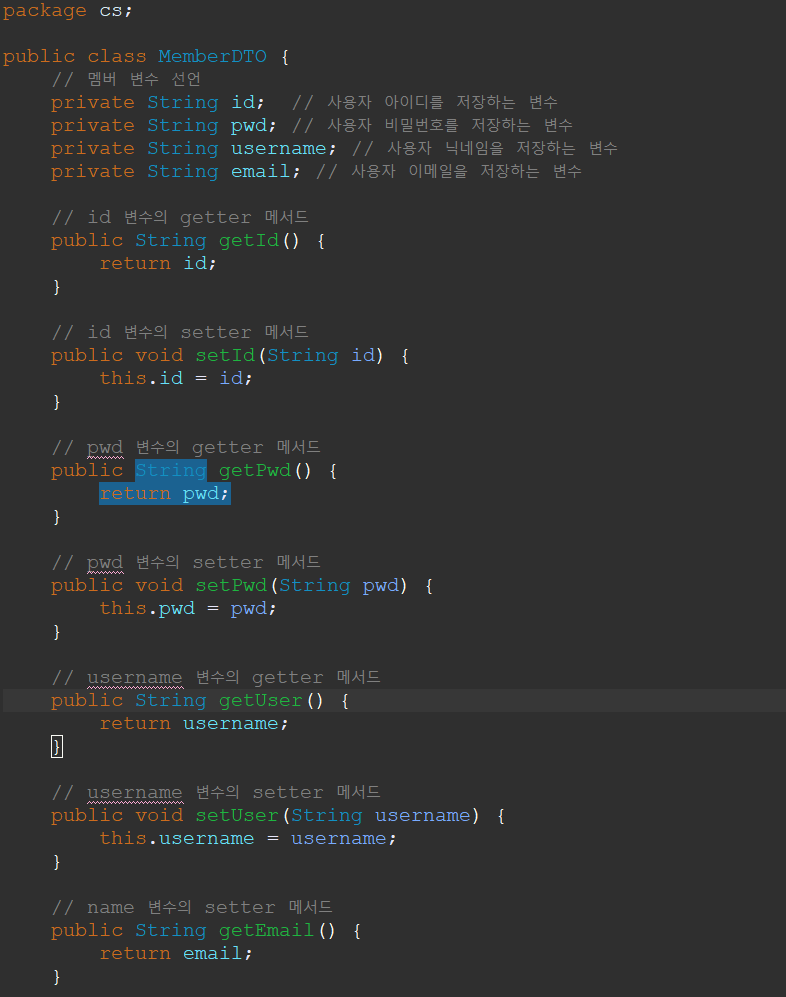 package cs;
public class MemberDTO {
// 멤버 변수 선언
private String id;  // 사용자 아이디를 저장하는 변수
private String pwd; // 사용자 비밀번호를 저장하는 변수
private String username; // 사용자 닉네임을 저장하는 변수
private String email; // 사용자 이메일을 저장하는 변수
// id 변수의 getter 메서드
public String getId() {
return id;
}
// id 변수의 setter 메서드
public void setId(String id) {
this.id = id;
}
// pwd 변수의 getter 메서드
public String getPwd() {
return pwd;
}
// pwd 변수의 setter 메서드
public void setPwd(String pwd) {
this.pwd = pwd;
}
// username 변수의 getter 메서드
public String getUser() {
return username;
}
// username 변수의 setter 메서드
public void setUser(String username) {
this.username = username;
}
// name 변수의 setter 메서드
public String getEmail() {
return email;
}